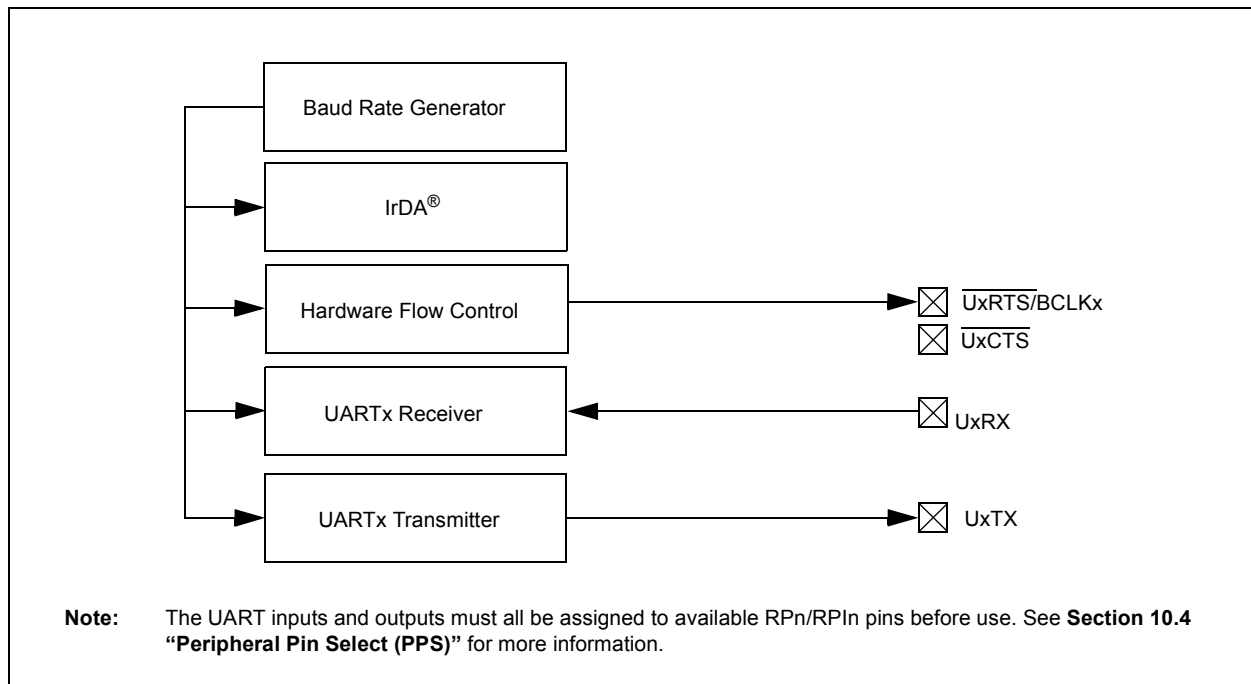 Baud Rate Generator
IrDA®
Hardware Flow Control
UxRTS/BCLKx
UxCTS
UARTx Receiver
UxRX
UARTx Transmitter
UxTX
Note: The UART inputs and outputs must all be assigned to available RPn/RPIn pins before use. See Section 10.4
“Peripheral Pin Select (PPS)” for more information.